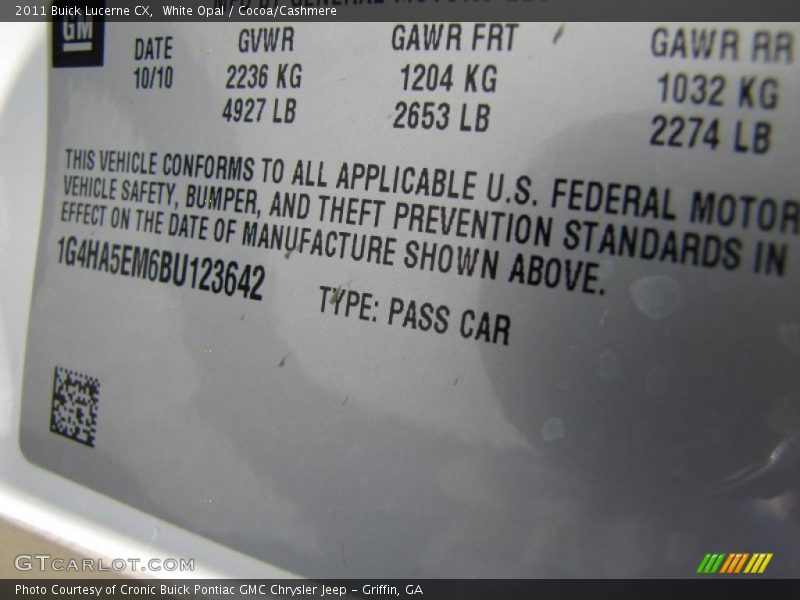 2011 Buick Lucerne CX, White Opal / Cocoa/Cashmere
GM
DATE GVWR GAWR FRT GAWR RR
10/10 2236 KG 1204 KG 1032 KG
4927 LB 2653 LB 2274 LB
THIS VEHICLE CONFORMS TO ALL APPLICABLE U.S. FEDERAL MOTOR
VEHICLE SAFETY, BUMPER, AND THEFT PREVENTION STANDARDS IN
EFFECT ON THE DATE OF MANUFACTURE SHOWN ABOVE.
1G4HA5EM6BU123642 TYPE: PASS CAR
GTCARLOT.COM
Photo Courtesy of Cronic Buick Pontiac GMC Chrysler Jeep - Griffin, GA